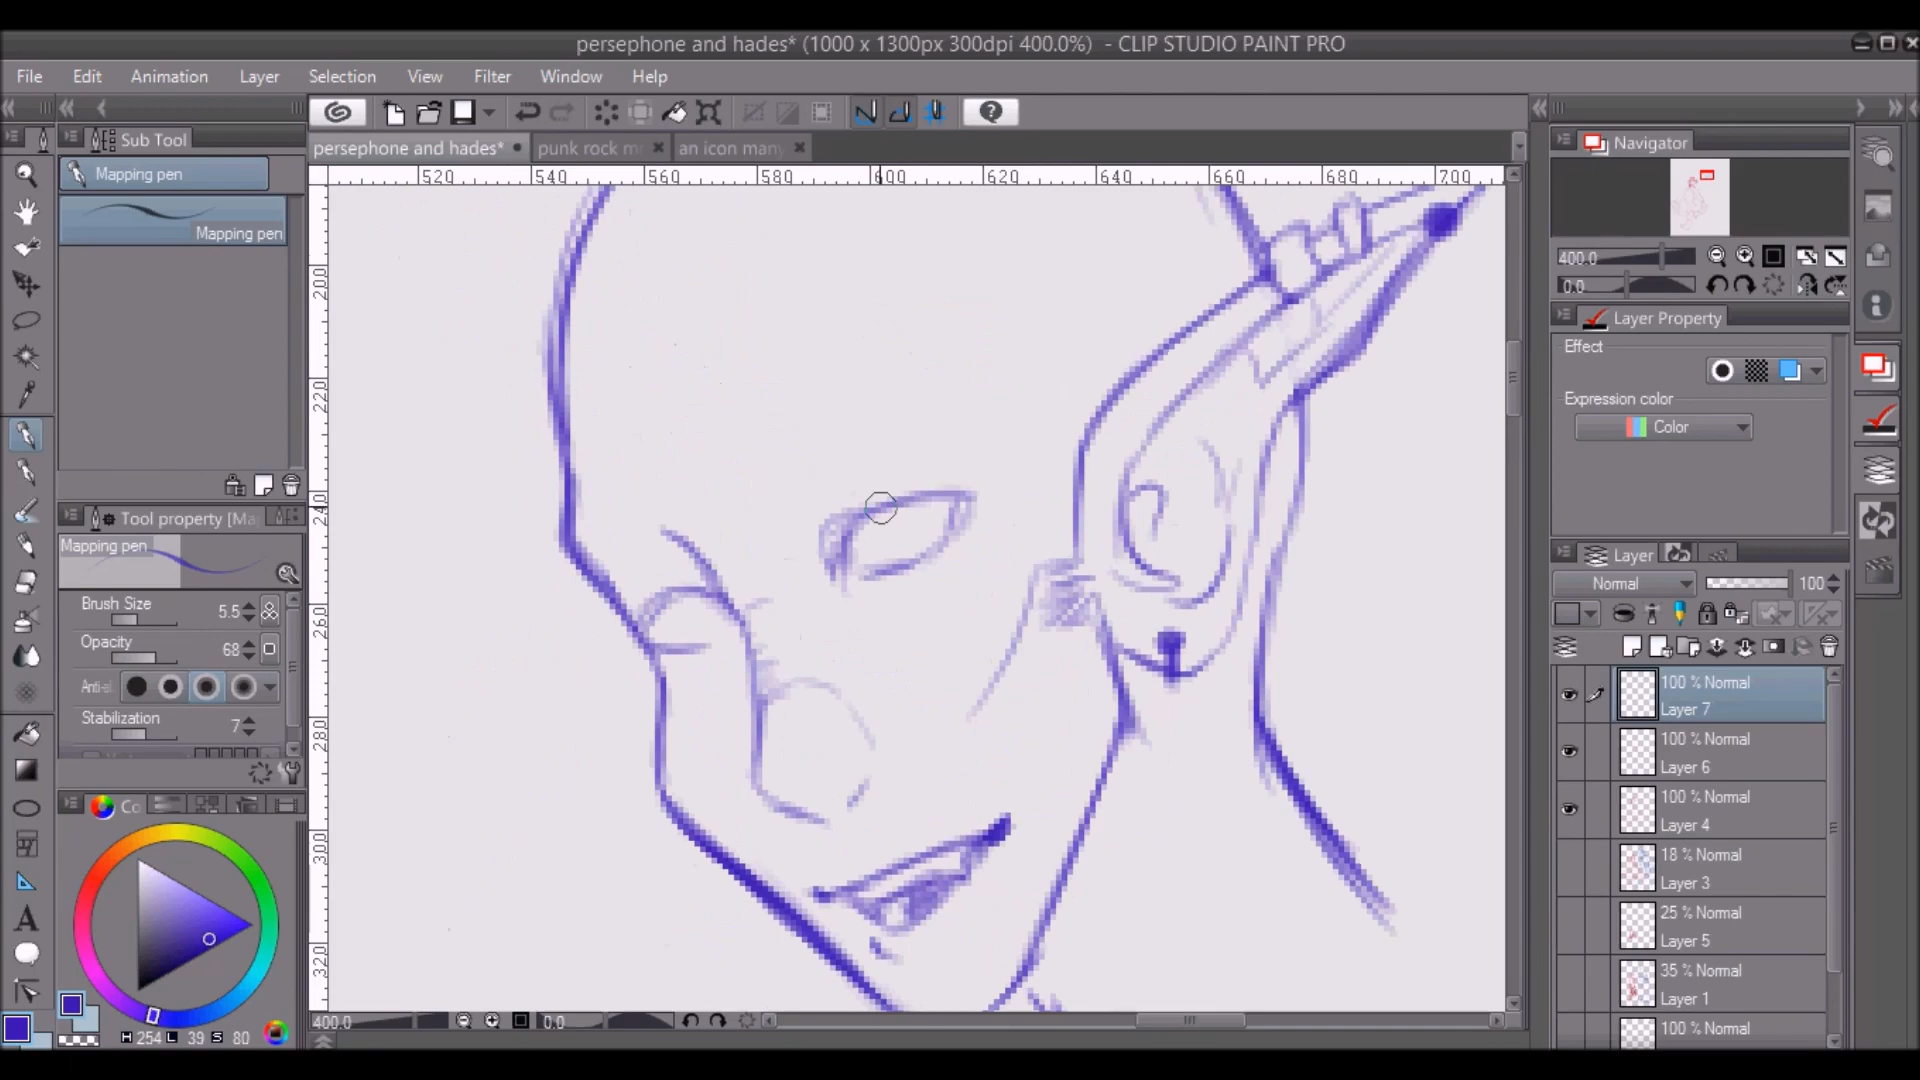 persephone and hades* (1000 x 1300px 300dpi 400.0%) - CLIP STUDIO PAINT PRO
File Edit Animation Layer Selection View Filter Window Help
Sub Tool
persephone and hades* punk rock an icon many
Mapping pen
Mapping pen
520 540 560 580 600 620 640 660 680 700
200
220
240
260
280
300
320
Tool property [Ma
Mapping pen
Brush Size 5.5
Opacity 68
Anti-al
Stabilization 7
Co
H 254 L 39 S 80
400.0 0.0
Navigator
400.0
0.0
Layer Property
Effect
Expression color
Color
Layer
Normal 100
100 % Normal
Layer 7
100 % Normal
Layer 6
100 % Normal
Layer 4
18 % Normal
Layer 3
25 % Normal
Layer 5
35 % Normal
Layer 1
100 % Normal